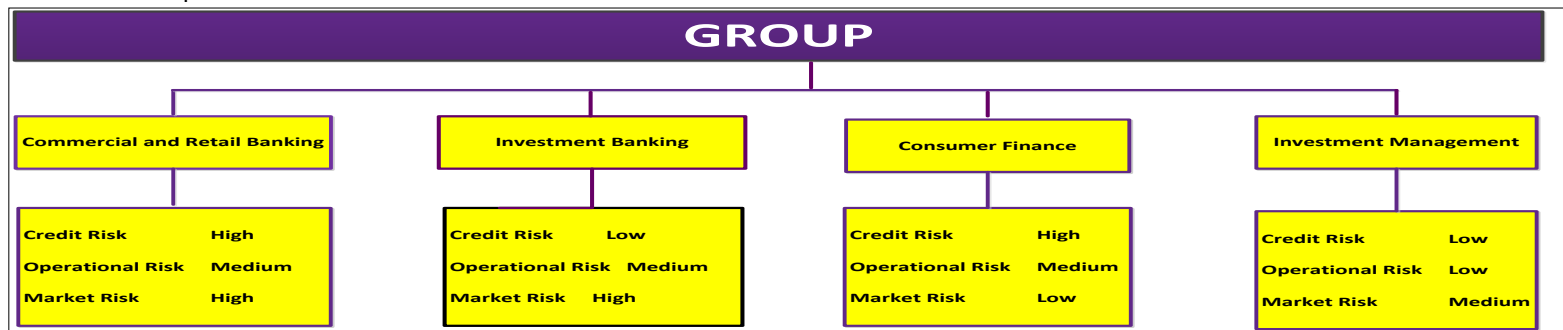 GROUP
Commercial and Retail Banking
Investment Banking
Consumer Finance
Investment Management
Credit Risk High
Operational Risk Medium
Market Risk High
Credit Risk Low
Operational Risk Medium
Market Risk High
Credit Risk High
Operational Risk Medium
Market Risk Low
Credit Risk Low
Operational Risk Low
Market Risk Medium